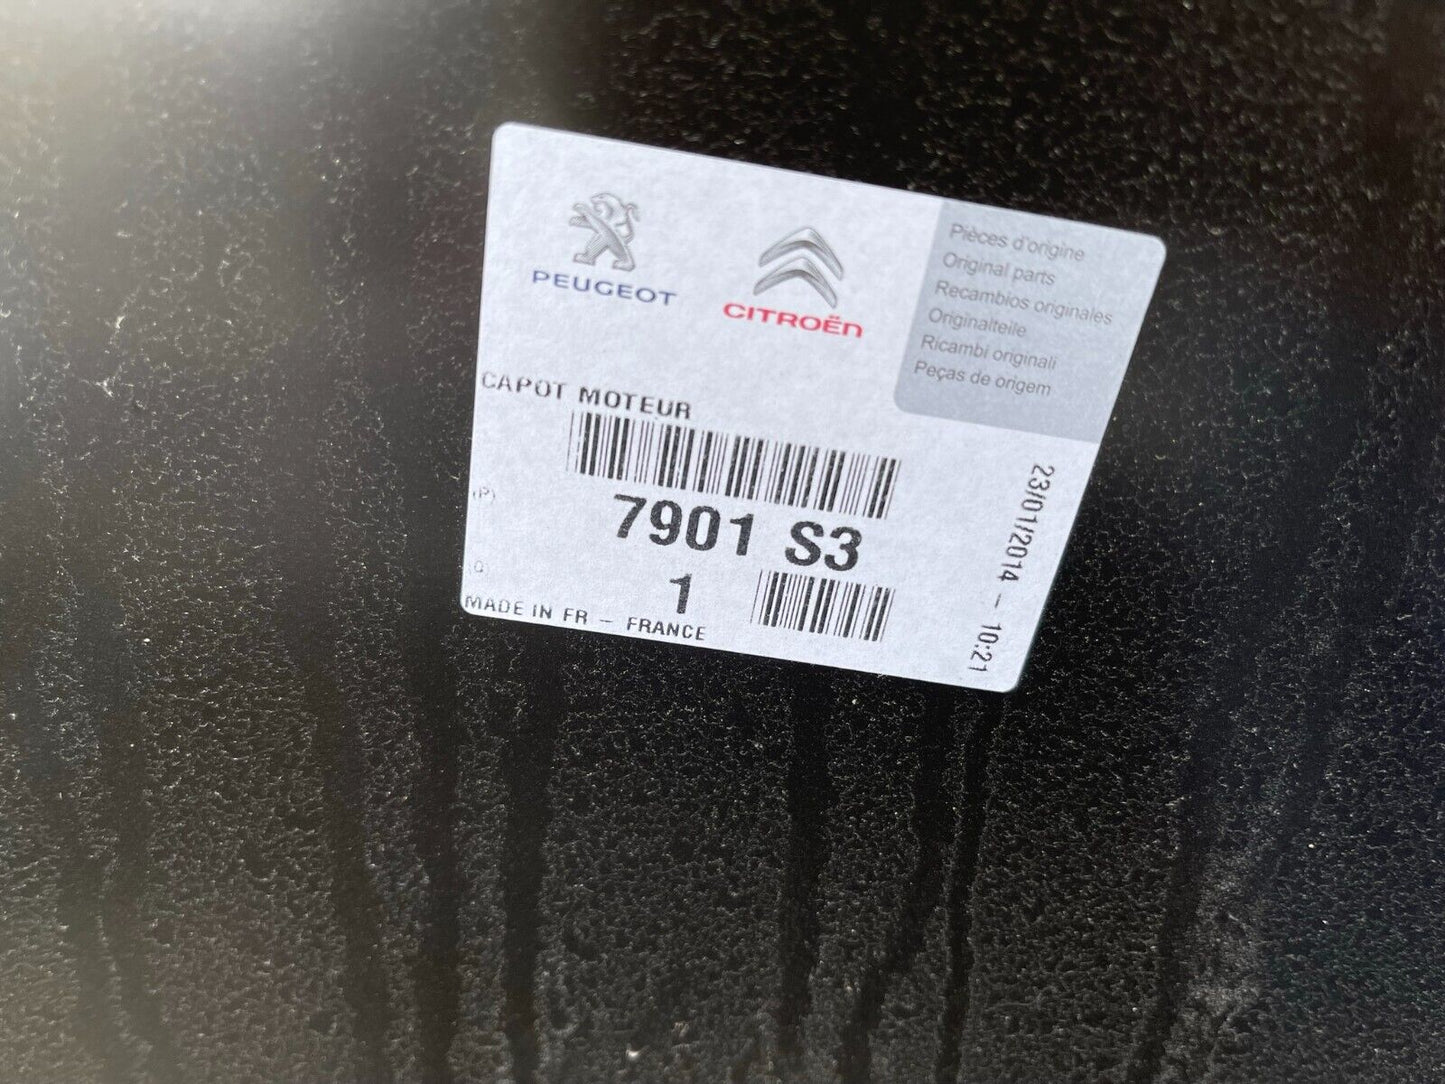 PEUGEOT
CITROËN
Pièces d'origine
Original parts
Recambios originales
Originalteile
Ricambi originali
Peças de origem
CAPOT MOTEUR
(P)
7901 S3
G
1
MADE IN FR - FRANCE
23/01/2014 - 10:21